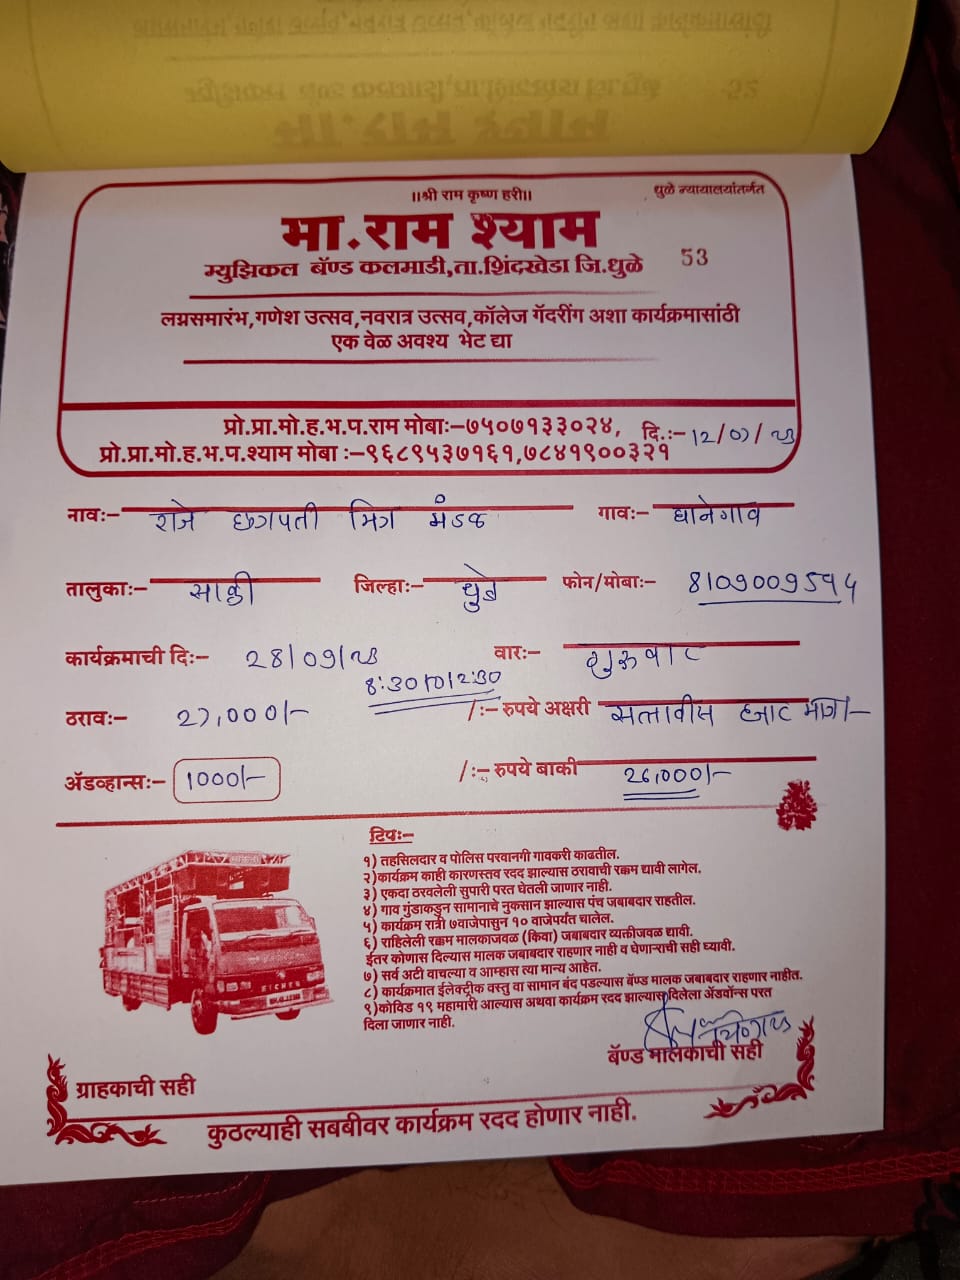 ॥श्री राम कृष्ण हरी॥
धुळे न्यायालयांतर्गत
भा.राम श्याम
म्युझिकल बॅण्ड कलमाडी,ता.शिंदखेडा जि.धुळे 53
लग्नसमारंभ,गणेश उत्सव,नवरात्र उत्सव,कॉलेज गॅदरींग अशा कार्यक्रमासांठी
एक वेळ अवश्य भेट द्या
प्रो.प्रा.मो.ह.भ.प.राम मोबाः-७५०७१३३०२४, दि.:-12/07/23
प्रो.प्रा.मो.ह.भ.प.श्याम मोबा :-९६८९५३७१६१,७८४१९००३२१
नावः- राजे छत्रपती मित्र मंडळ गावः- धानेगाव
तालुकाः- साक्री जिल्हाः- धुळे फोन/मोबाः- 8109009594
कार्यक्रमाची दिः- 28/09/23 वारः- शुक्रवार
8:30 to 12:30
ठरावः- 27,000/- /:- रुपये अक्षरी सत्तावीस हजार मात्र/-
ॲडव्हान्सः- 1000/- /:- रुपये बाकी 26,000/-
टिपः-
१) तहसिलदार व पोलिस परवानगी गावकरी काढतील.
२)कार्यक्रम काही कारणस्तव रदद झाल्यास ठरावाची रक्कम द्यावी लागेल.
३) एकदा ठरवलेली सुपारी परत घेतली जाणार नाही.
४) गाव गुंडाकडुन सामानाचे नुकसान झाल्यास पंच जबाबदार राहतील.
५) कार्यक्रम रात्री ७वाजेपासुन १० वाजेपर्यंत चालेल.
६) राहिलेली रक्कम मालकाजवळ (किंवा) जबाबदार व्यक्तीजवळ द्यावी.
ईतर कोणास दिल्यास मालक जबाबदार राहणार नाही व घेणाऱ्याची सही घ्यावी.
७) सर्व अटी वाचल्या व आम्हास त्या मान्य आहेत.
८) कार्यक्रमात ईलेक्ट्रीक वस्तु वा सामान बंद पडल्यास बॅण्ड मालक जबाबदार राहणार नाहीत.
९)कोविड १९ महामारी आल्यास अथवा कार्यक्रम रदद झाल्यास दिलेला ॲडवॉन्स परत
दिला जाणार नाही.
EICHER
बॅण्ड मालकाची सही
ग्राहकाची सही
कुठल्याही सबबीवर कार्यक्रम रदद होणार नाही.